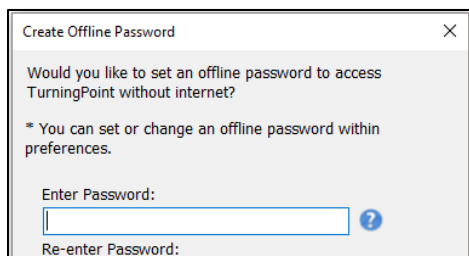 Create Offline Password
Would you like to set an offline password to access
TurningPoint without internet?
* You can set or change an offline password within
preferences.
Enter Password:
?
Re-enter Password: